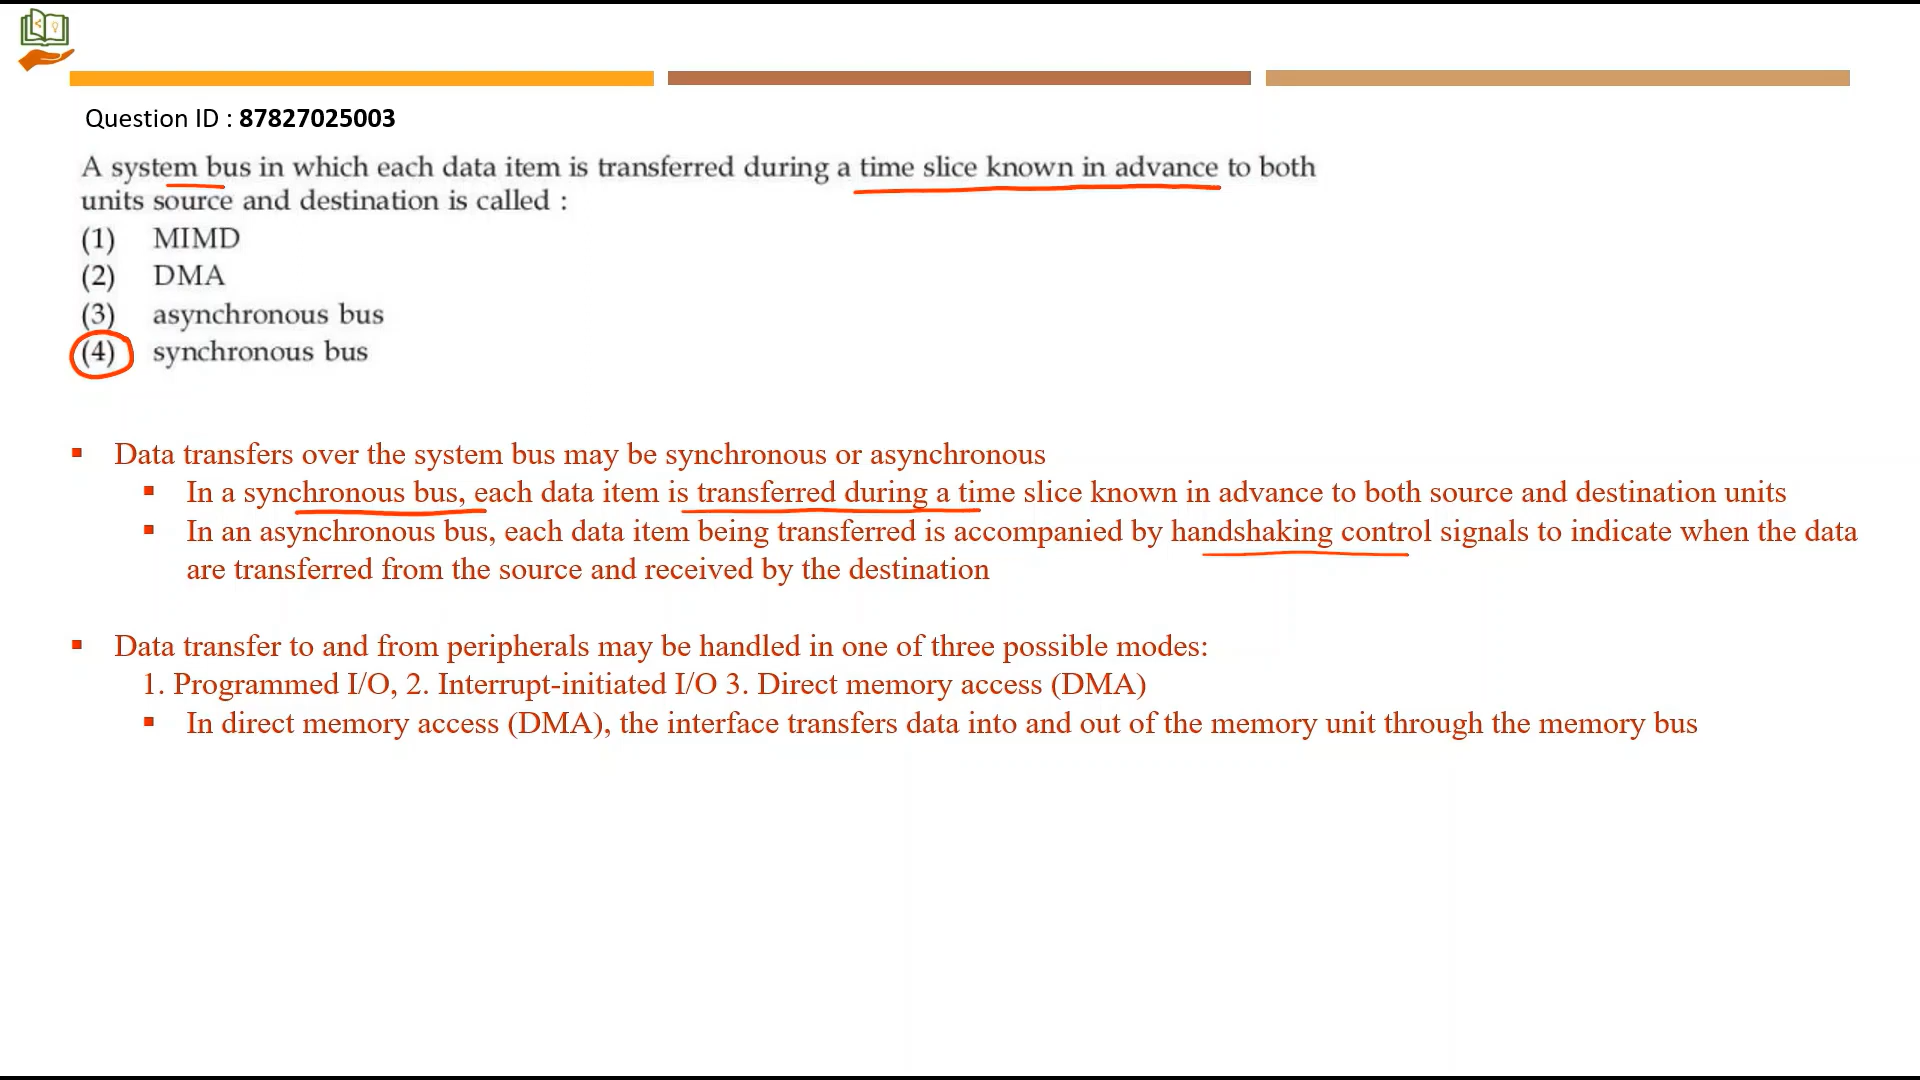 Question ID : 87827025003
A system bus in which each data item is transferred during a time slice known in advance to both
units source and destination is called :
(1) MIMD
(2) DMA
(3) asynchronous bus
(4) synchronous bus
▪ Data transfers over the system bus may be synchronous or asynchronous
▪ In a synchronous bus, each data item is transferred during a time slice known in advance to both source and destination units
▪ In an asynchronous bus, each data item being transferred is accompanied by handshaking control signals to indicate when the data
are transferred from the source and received by the destination
▪ Data transfer to and from peripherals may be handled in one of three possible modes:
1. Programmed I/O, 2. Interrupt-initiated I/O 3. Direct memory access (DMA)
▪ In direct memory access (DMA), the interface transfers data into and out of the memory unit through the memory bus